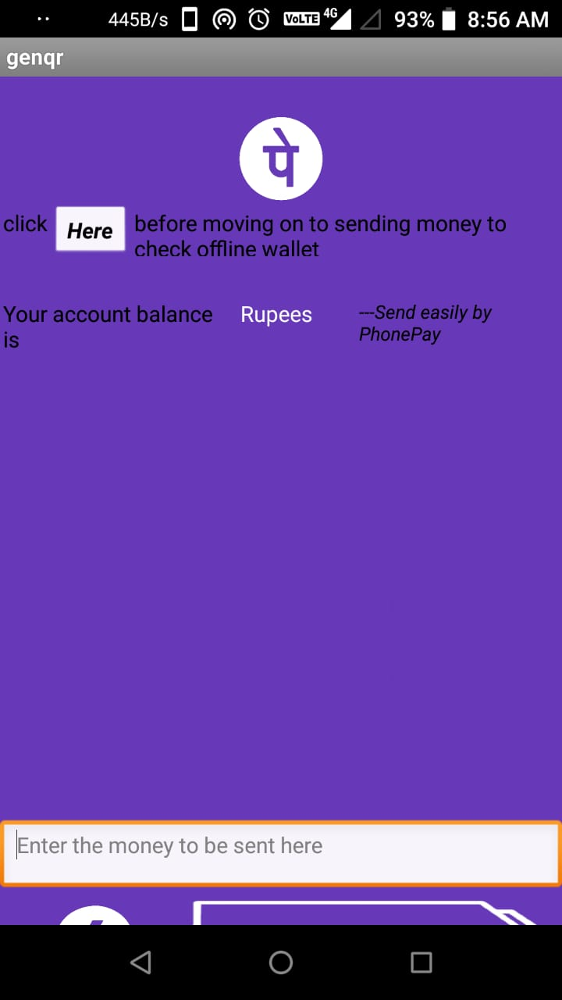 445B/s VoLTE 4G 93% 8:56 AM
genqr
पे
click Here before moving on to sending money to
check offline wallet
Your account balance Rupees ---Send easily by
is PhonePay
Enter the money to be sent here